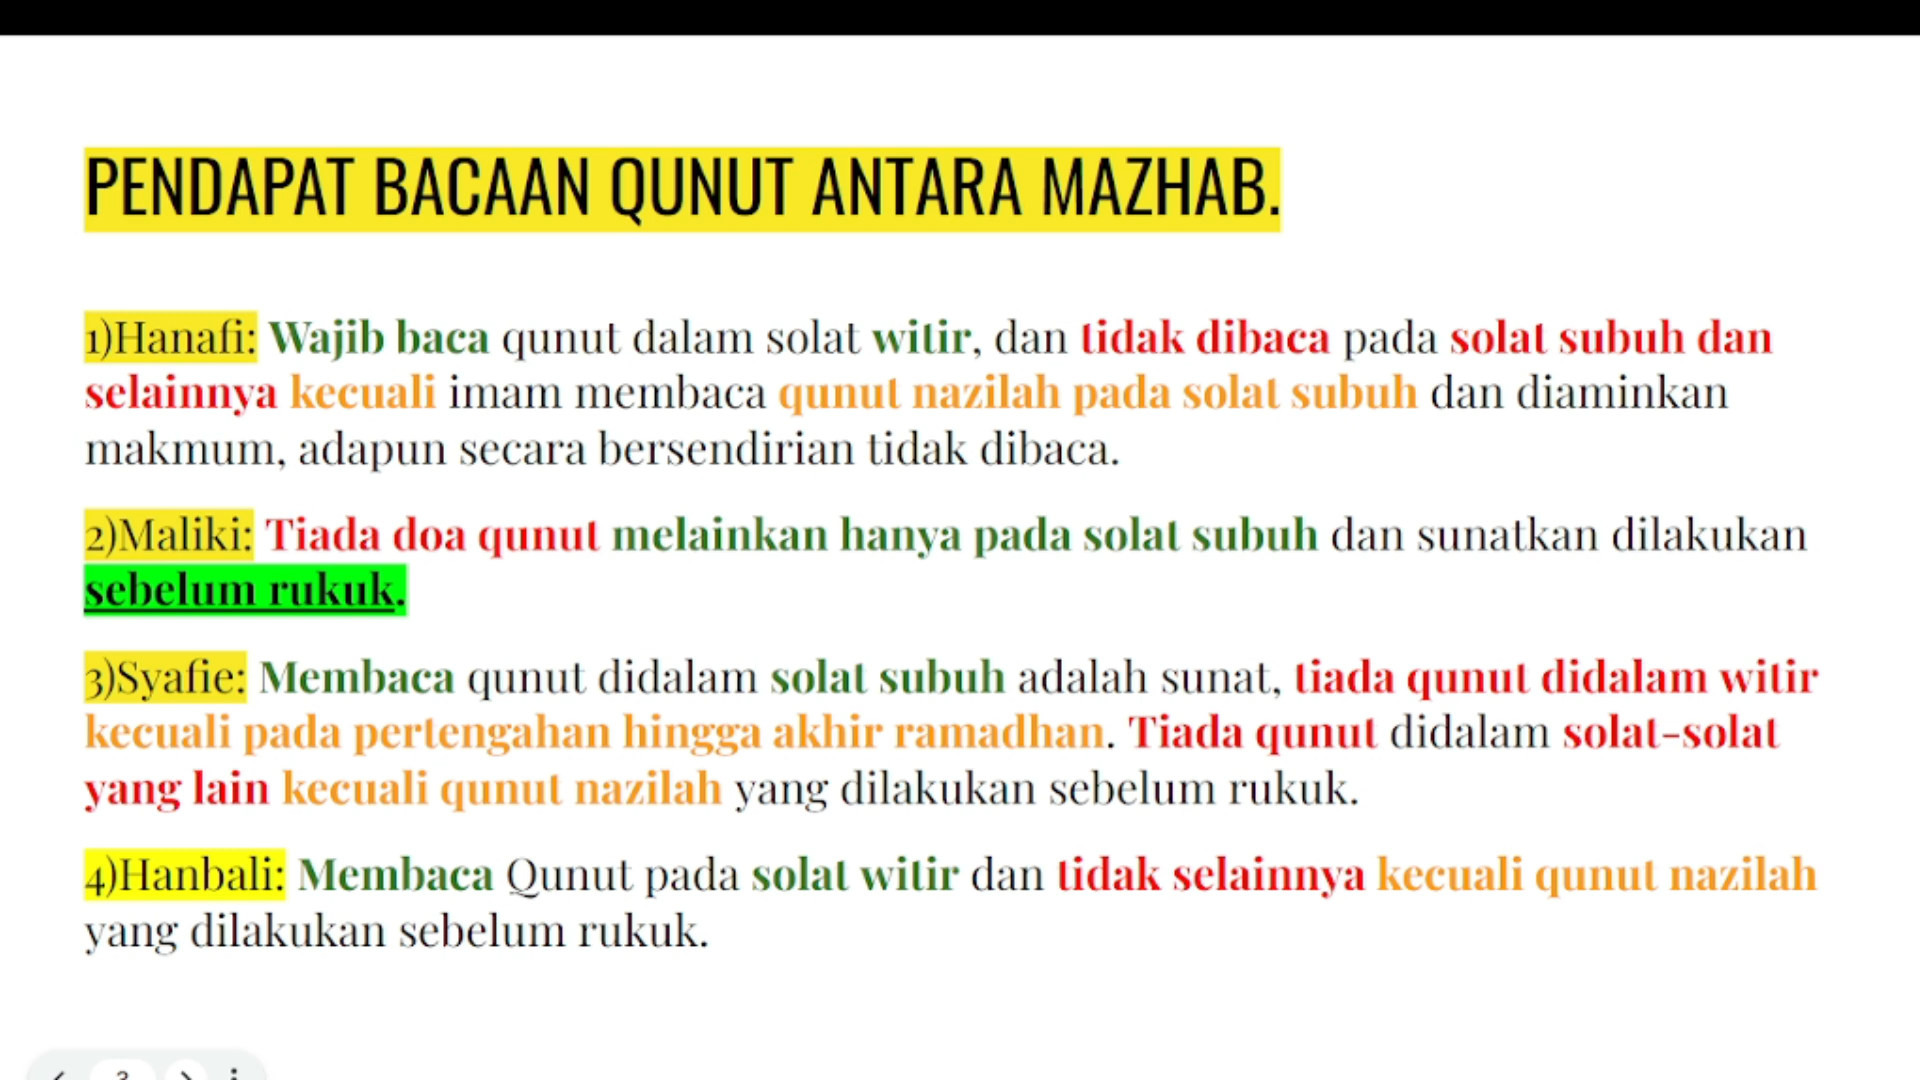 PENDAPAT BACAAN QUNUT ANTARA MAZHAB.
1)Hanafi: Wajib baca qunut dalam solat witir, dan tidak dibaca pada solat subuh dan
selainnya kecuali imam membaca qunut nazilah pada solat subuh dan diaminkan
makmum, adapun secara bersendirian tidak dibaca.
2)Maliki: Tiada doa qunut melainkan hanya pada solat subuh dan sunatkan dilakukan
sebelum rukuk.
3)Syafie: Membaca qunut didalam solat subuh adalah sunat, tiada qunut didalam witir
kecuali pada pertengahan hingga akhir ramadhan. Tiada qunut didalam solat-solat
yang lain kecuali qunut nazilah yang dilakukan sebelum rukuk.
4)Hanbali: Membaca Qunut pada solat witir dan tidak selainnya kecuali qunut nazilah
yang dilakukan sebelum rukuk.